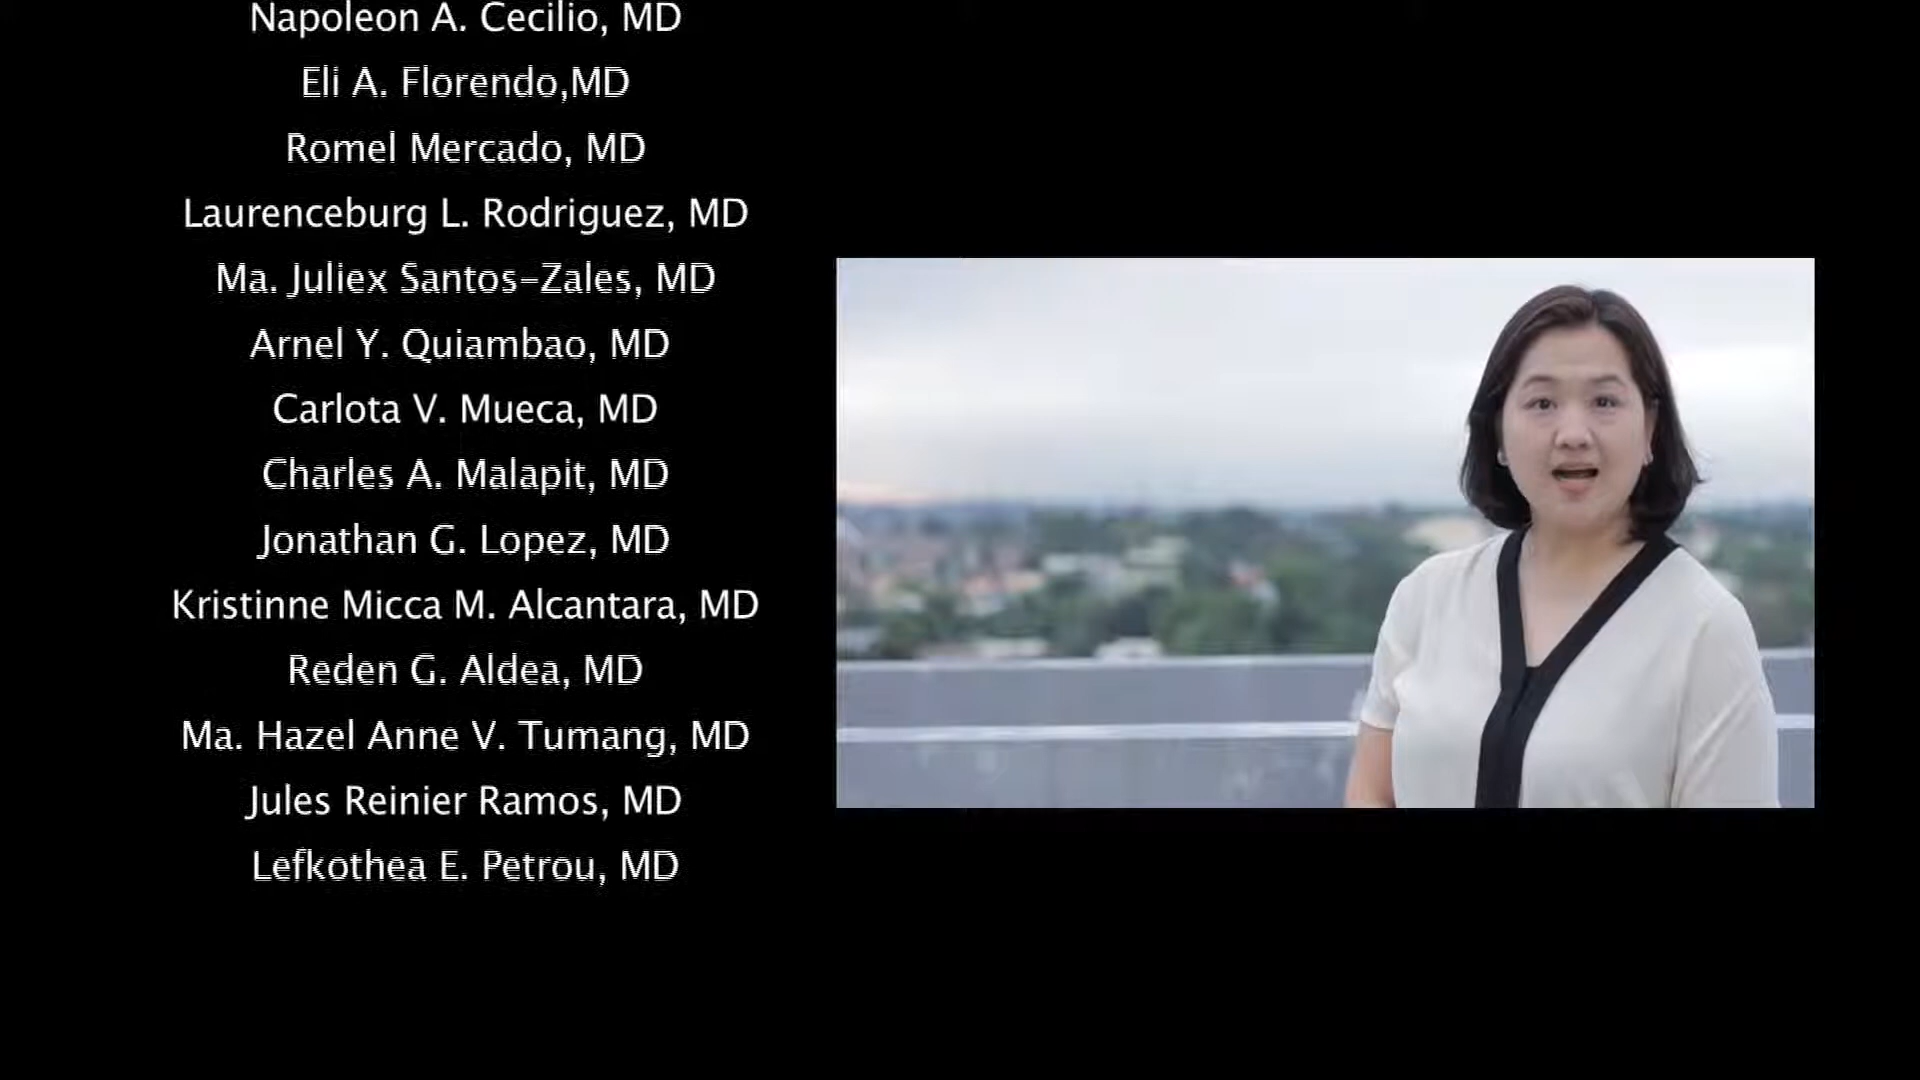 Napoleon A. Cecilio, MD
Eli A. Florendo,MD
Romel Mercado, MD
Laurenceburg L. Rodriguez, MD
Ma. Juliex Santos-Zales, MD
Arnel Y. Quiambao, MD
Carlota V. Mueca, MD
Charles A. Malapit, MD
Jonathan G. Lopez, MD
Kristinne Micca M. Alcantara, MD
Reden G. Aldea, MD
Ma. Hazel Anne V. Tumang, MD
Jules Reinier Ramos, MD
Lefkothea E. Petrou, MD